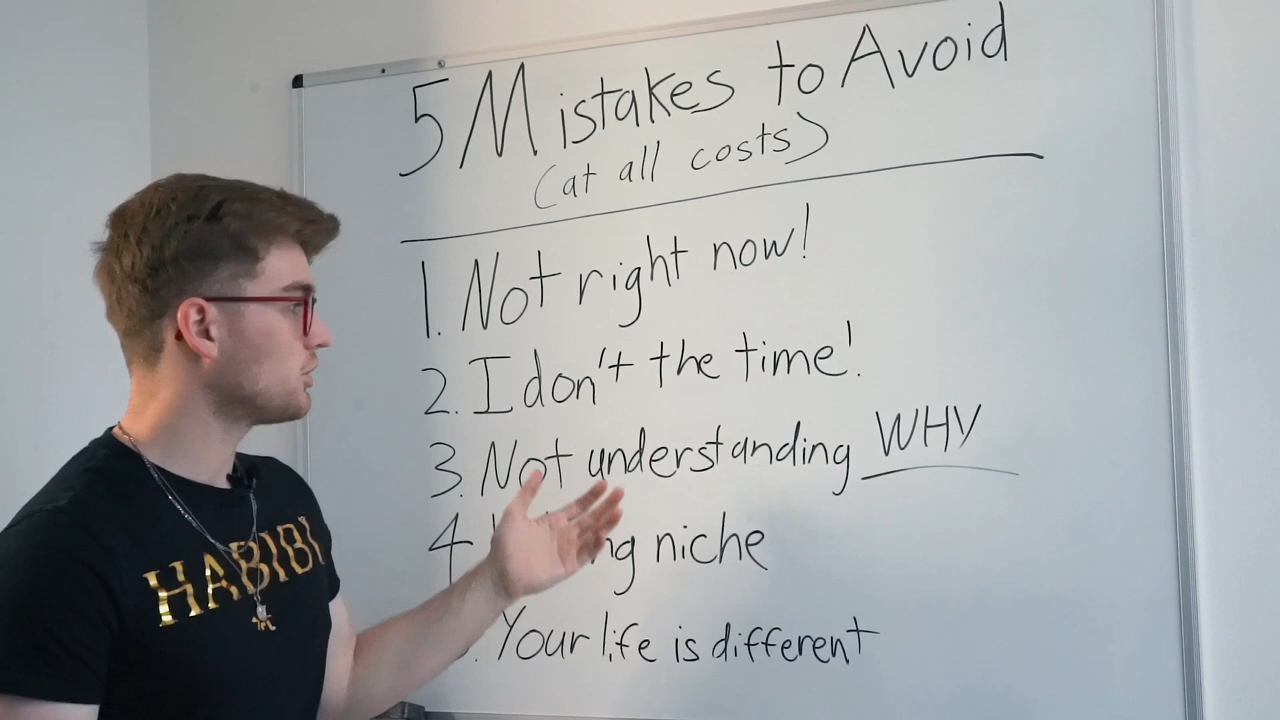 5 Mistakes to Avoid
(at all costs)
1. Not right now!
2. I don't the time!
3. Not understanding WHY
4 niche
Your life is different
HABIBI